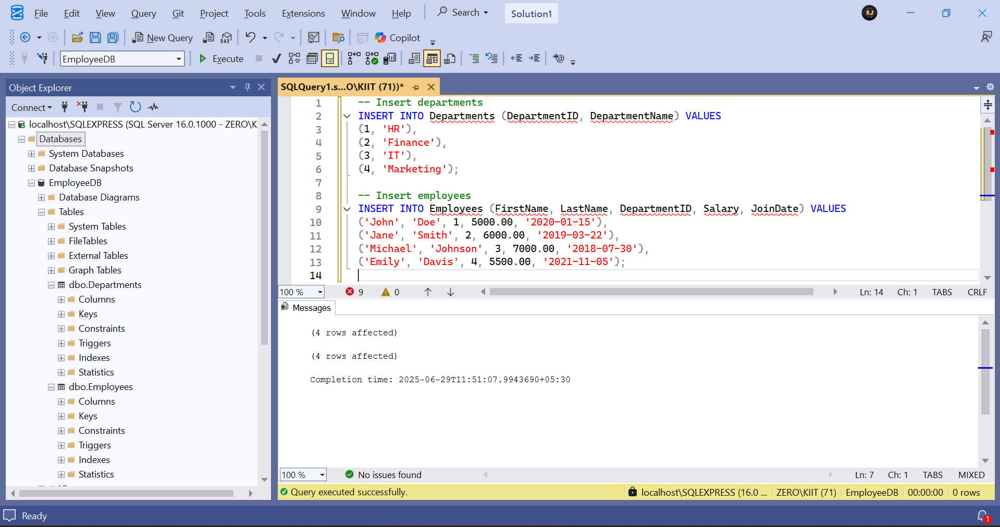 File Edit View Query Git Project Tools Extensions Window Help Search Solution1
New Query DAX Copilot
EmployeeDB Execute
Object Explorer
Connect
localhost\SQLEXPRESS (SQL Server 16.0.1000 - ZERO\K
Databases
System Databases
Database Snapshots
EmployeeDB
Database Diagrams
Tables
System Tables
FileTables
External Tables
Graph Tables
dbo.Departments
Columns
Keys
Constraints
Triggers
Indexes
Statistics
dbo.Employees
Columns
Keys
Constraints
Triggers
Indexes
Statistics
SQLQuery1.s...O\KIIT (71))*
1 -- Insert departments
2 INSERT INTO Departments (DepartmentID, DepartmentName) VALUES
3 (1, 'HR'),
4 (2, 'Finance'),
5 (3, 'IT'),
6 (4, 'Marketing');
7
8 -- Insert employees
9 INSERT INTO Employees (FirstName, LastName, DepartmentID, Salary, JoinDate) VALUES
10 ('John', 'Doe', 1, 5000.00, '2020-01-15'),
11 ('Jane', 'Smith', 2, 6000.00, '2019-03-22'),
12 ('Michael', 'Johnson', 3, 7000.00, '2018-07-30'),
13 ('Emily', 'Davis', 4, 5500.00, '2021-11-05');
14
100 % 9 0 Ln: 14 Ch: 1 TABS CRLF
Messages
(4 rows affected)
(4 rows affected)
Completion time: 2025-06-29T11:51:07.9943690+05:30
100 % No issues found Ln: 7 Ch: 1 TABS MIXED
Query executed successfully. localhost\SQLEXPRESS (16.0 ... ZERO\KIIT (71) EmployeeDB 00:00:00 0 rows
Ready 1